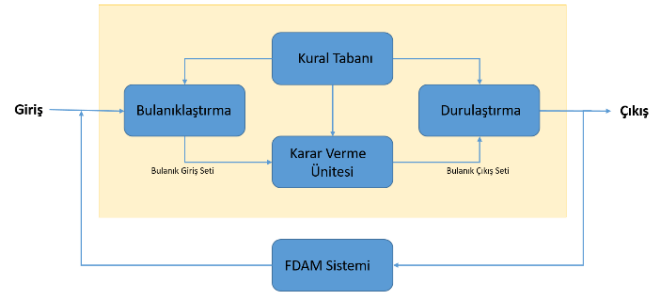 Kural Tabanı
Giriş
Bulanıklaştırma
Durulaştırma
Çıkış
Karar Verme
Ünitesi
Bulanık Giriş Seti
Bulanık Çıkış Seti
FDAM Sistemi